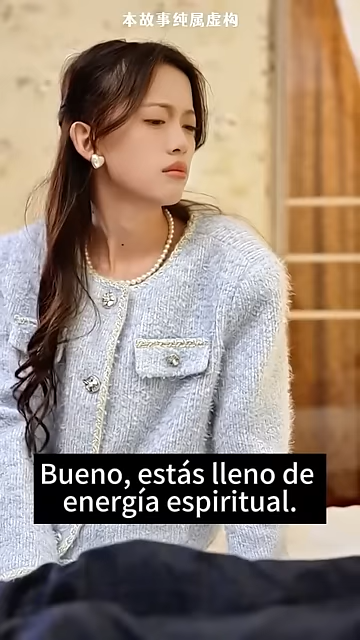 本故事纯属虚构
Bueno, estás lleno de
energía espiritual.